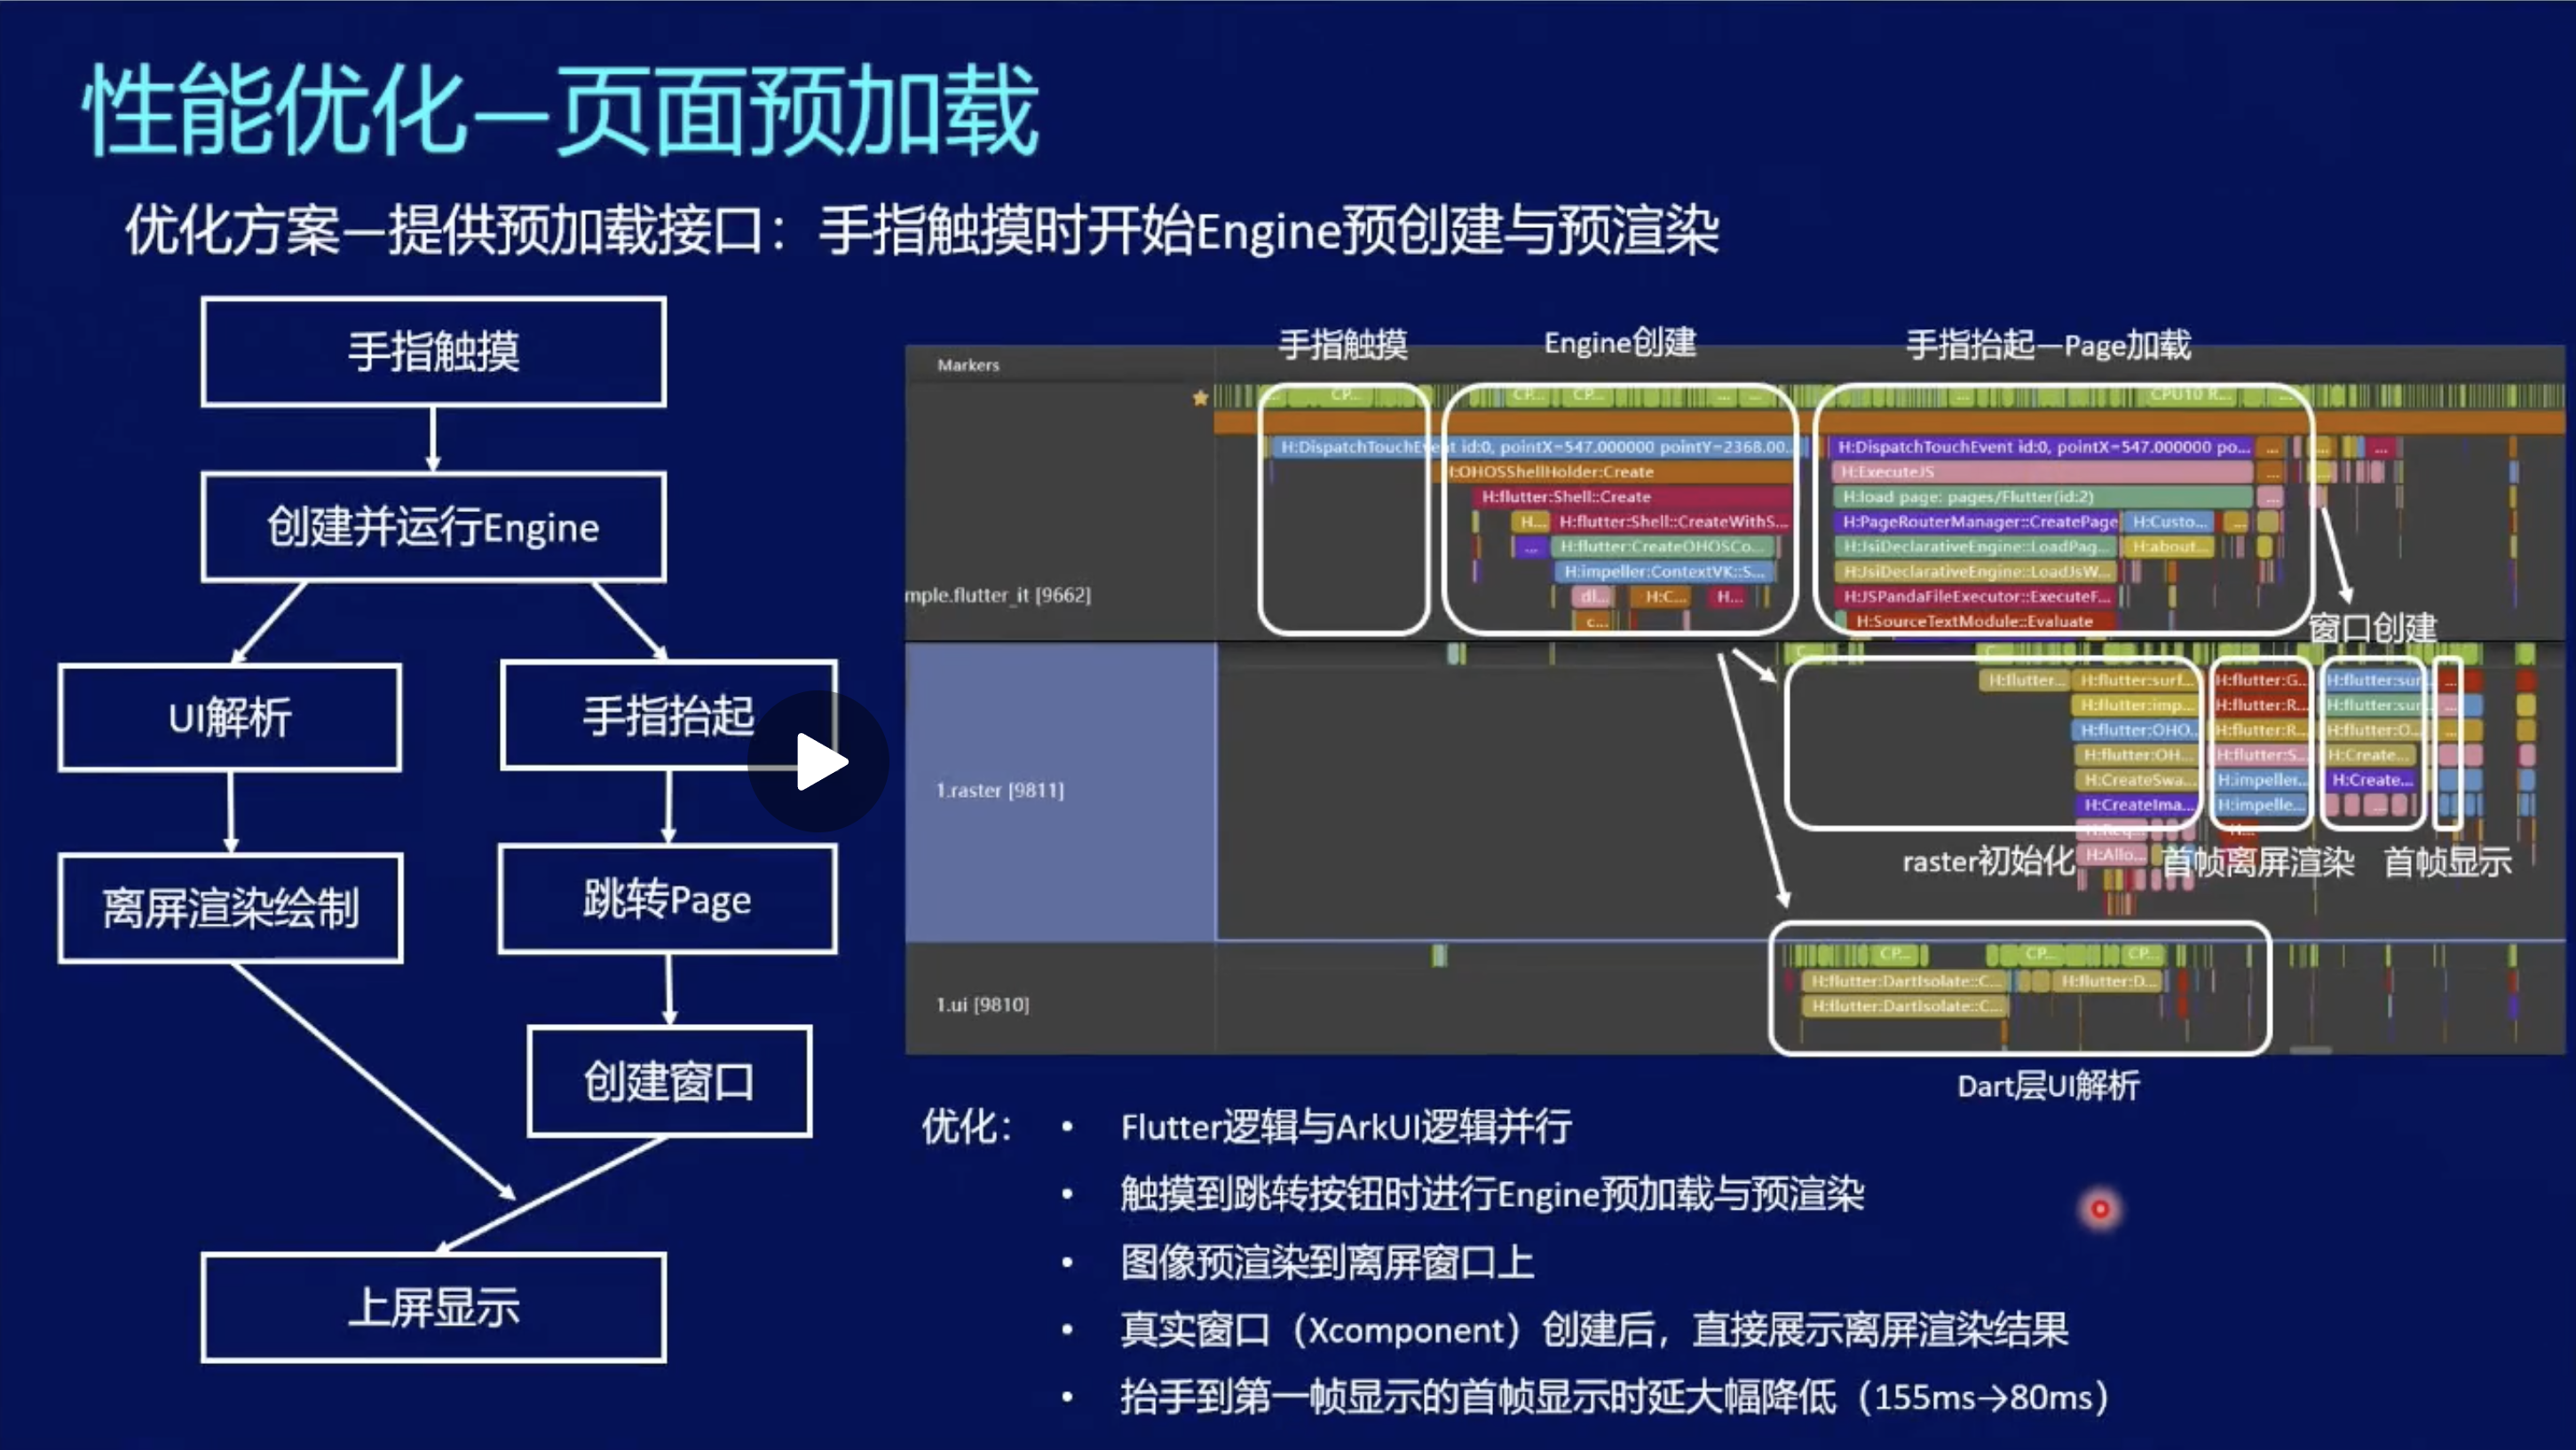 性能优化—页面预加载
优化方案—提供预加载接口：手指触摸时开始Engine预创建与预渲染
手指触摸
创建并运行Engine
UI解析
手指抬起
离屏渲染绘制
跳转Page
创建窗口
上屏显示
手指触摸
Engine创建
手指抬起—Page加载
Markers
CP...
CP...
CP...
CPU10 R...
H:DispatchTouchEvent id:0, pointX=547.000000 pointY=2368.00...
H:DispatchTouchEvent id:0, pointX=547.000000 po...
H:OHOSShellHolder:Create
H:ExecuteJS
H:flutter:Shell::Create
H:load page: pages/Flutter(id:2)
H...
H:flutter:Shell::CreateWithS...
H:PageRouterManager::CreatePage
H:Custo...
H:flutter:CreateOHOSCo...
H:JsiDeclarativeEngine::LoadPag...
H:about...
H:impeller:ContextVK::S...
H:JsiDeclarativeEngine::LoadJsW...
mple.flutter_it [9662]
dl...
H:C...
H...
H:JSPandaFileExecutor::ExecuteF...
c...
H:SourceTextModule::Evaluate
窗口创建
H:flutter...
H:flutter:surf...
H:flutter:G...
H:flutter:sur...
H:flutter:imp...
H:flutter:R...
H:flutter:sur...
H:flutter:OHO...
H:flutter:R...
H:flutter:O...
H:flutter:OH...
H:flutter:S...
H:Create...
H:CreateSwa...
H:impeller...
H:Create...
1.raster [9811]
H:CreateIma...
H:impelle...
H:Allo...
raster初始化
首帧离屏渲染
首帧显示
CP...
CP...
CP...
H:flutter:DartIsolate::C...
H:flutter:D...
1.ui [9810]
H:flutter:DartIsolate::C...
Dart层UI解析
优化：
• Flutter逻辑与ArkUI逻辑并行
• 触摸到跳转按钮时进行Engine预加载与预渲染
• 图像预渲染到离屏窗口上
• 真实窗口（Xcomponent）创建后，直接展示离屏渲染结果
• 抬手到第一帧显示的首帧显示时延大幅降低（155ms→80ms）